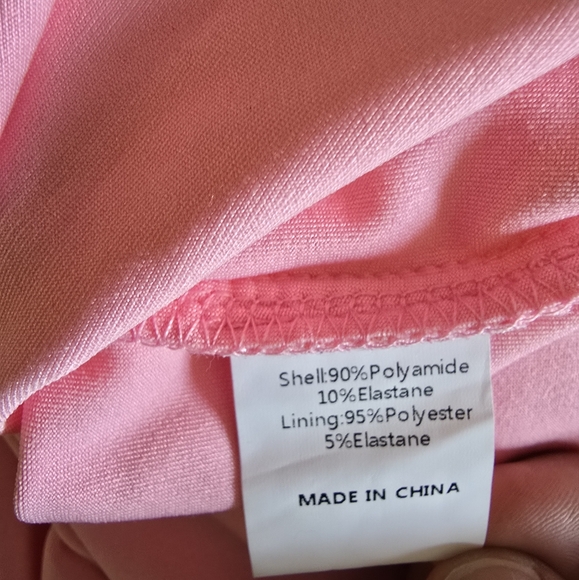 Shell:90%Polyamide
10%Elastane
Lining:95%Polyester
5%Elastane
MADE IN CHINA